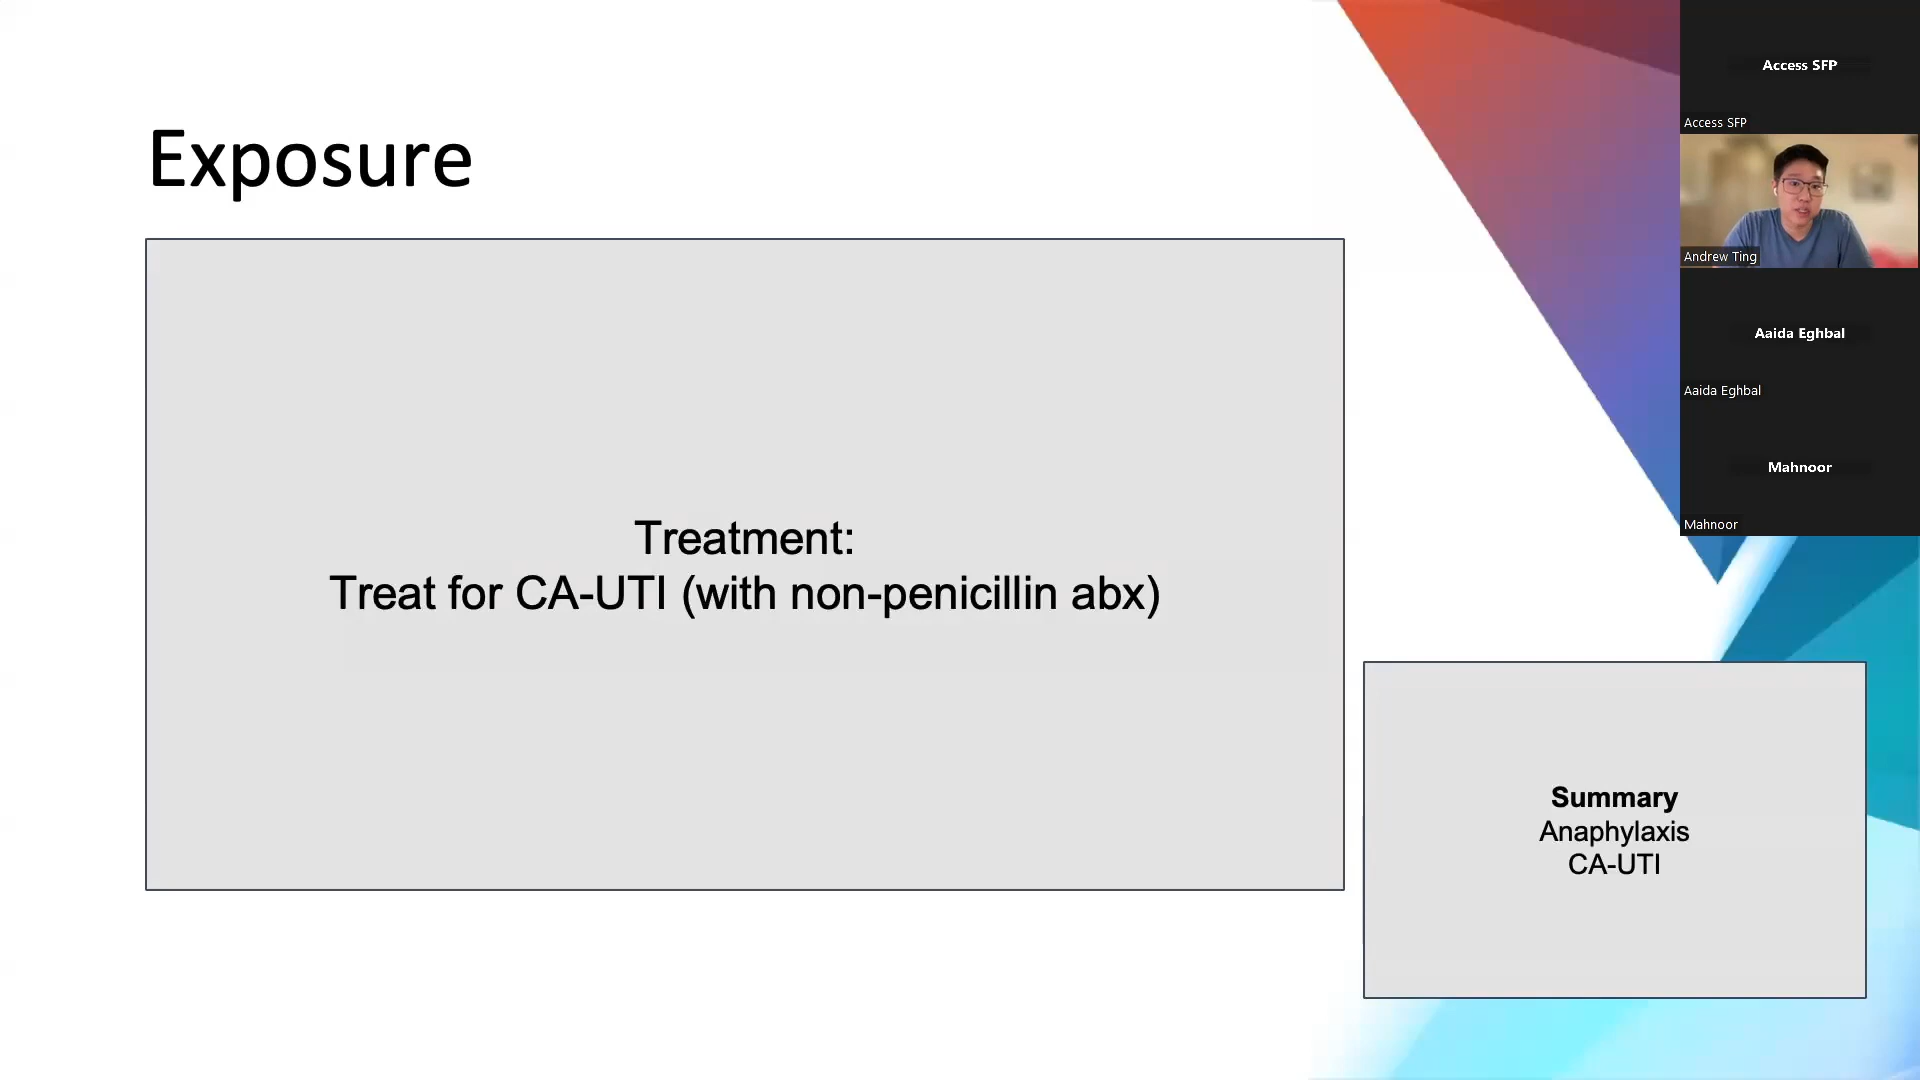 Exposure
Treatment:
Treat for CA-UTI (with non-penicillin abx)
Summary
Anaphylaxis
CA-UTI
Access SFP
Access SFP
Andrew Ting
Aaida Eghbal
Aaida Eghbal
Mahnoor
Mahnoor